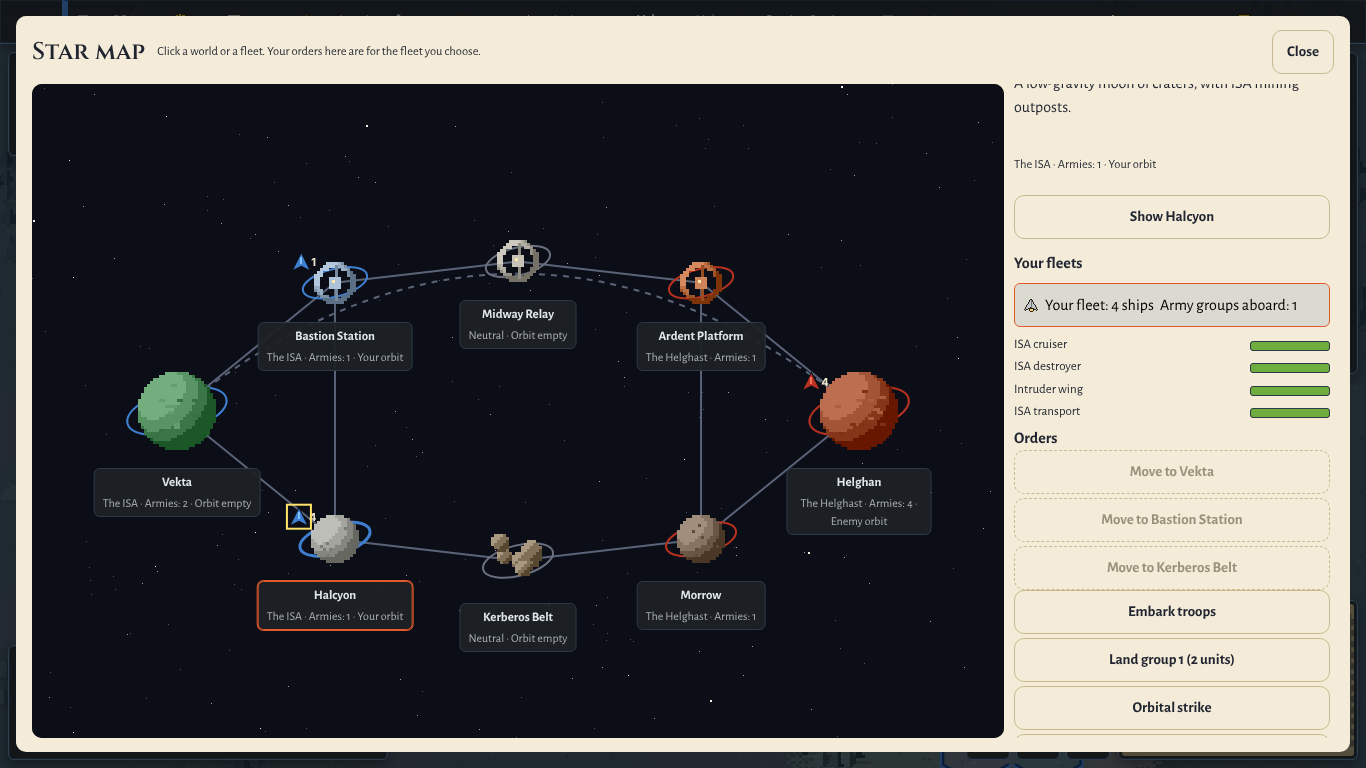 Star map
Click a world or a fleet. Your orders here are for the fleet you choose.
Close
A low-gravity moon of craters, with ISA mining
outposts.
The ISA · Armies: 1 · Your orbit
Show Halcyon
Your fleets
Your fleet: 4 ships Army groups aboard: 1
ISA cruiser
ISA destroyer
Intruder wing
ISA transport
Orders
Move to Vekta
Move to Bastion Station
Move to Kerberos Belt
Embark troops
Land group 1 (2 units)
Orbital strike
1
Bastion Station
The ISA · Armies: 1 · Your orbit
Midway Relay
Neutral · Orbit empty
Ardent Platform
The Helghast · Armies: 1
4
Vekta
The ISA · Armies: 2 · Orbit empty
Helghan
The Helghast · Armies: 4 ·
Enemy orbit
Halcyon
The ISA · Armies: 1 · Your orbit
Kerberos Belt
Neutral · Orbit empty
Morrow
The Helghast · Armies: 1